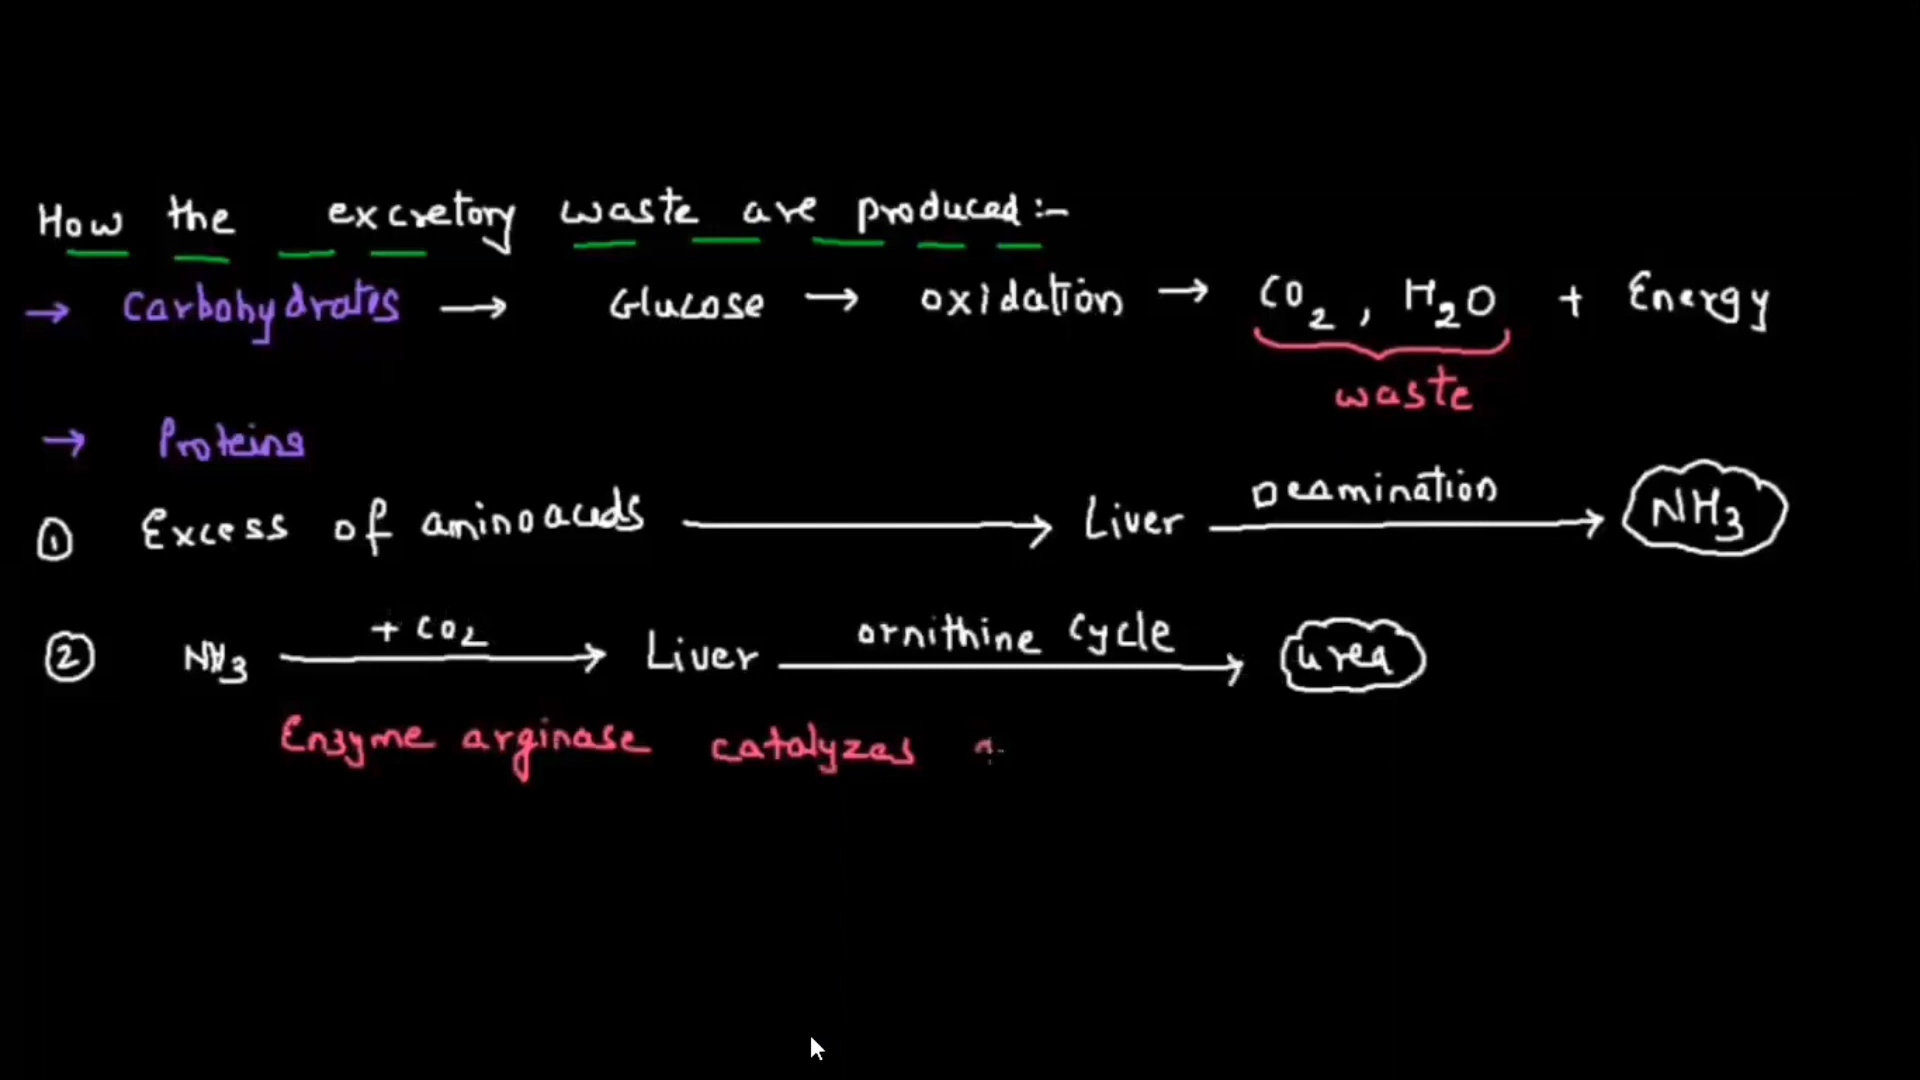 How the excretory waste are produced :-
→ Carbohydrates → Glucose → oxidation → CO2, H2O + Energy
waste
→ Proteins
① Excess of aminoacids → Liver Deamination → NH3
② NH3 + CO2 → Liver ornithine cycle → urea
Enzyme arginase catalyzes